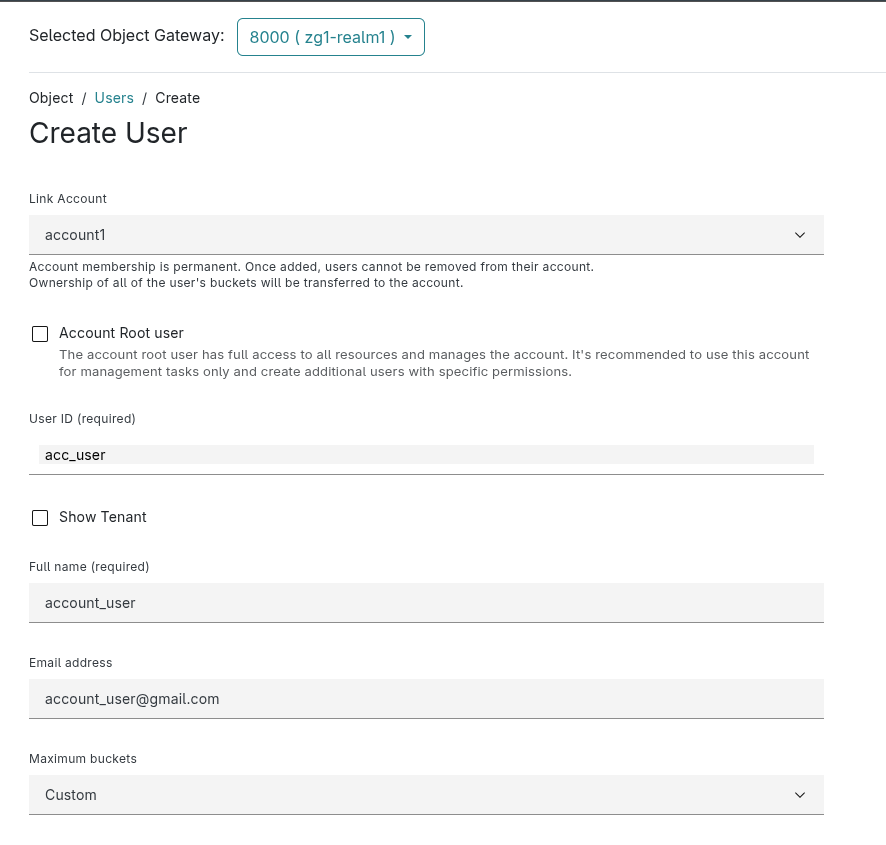 Selected Object Gateway: 8000 ( zg1-realm1 )
Object / Users / Create
Create User
Link Account
account1
Account membership is permanent. Once added, users cannot be removed from their account.
Ownership of all of the user's buckets will be transferred to the account.
Account Root user
The account root user has full access to all resources and manages the account. It's recommended to use this account
for management tasks only and create additional users with specific permissions.
User ID (required)
acc_user
Show Tenant
Full name (required)
account_user
Email address
account_user@gmail.com
Maximum buckets
Custom